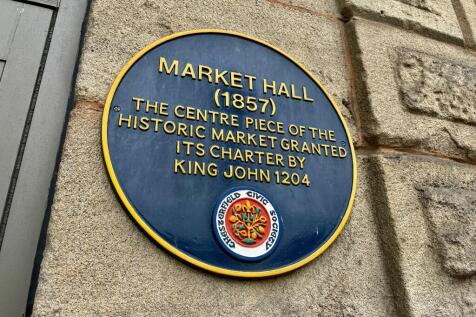 MARKET HALL
(1857)
THE CENTRE PIECE OF THE
HISTORIC MARKET GRANTED
ITS CHARTER BY
KING JOHN 1204
CHESTERFIELD CIVIC SOCIETY